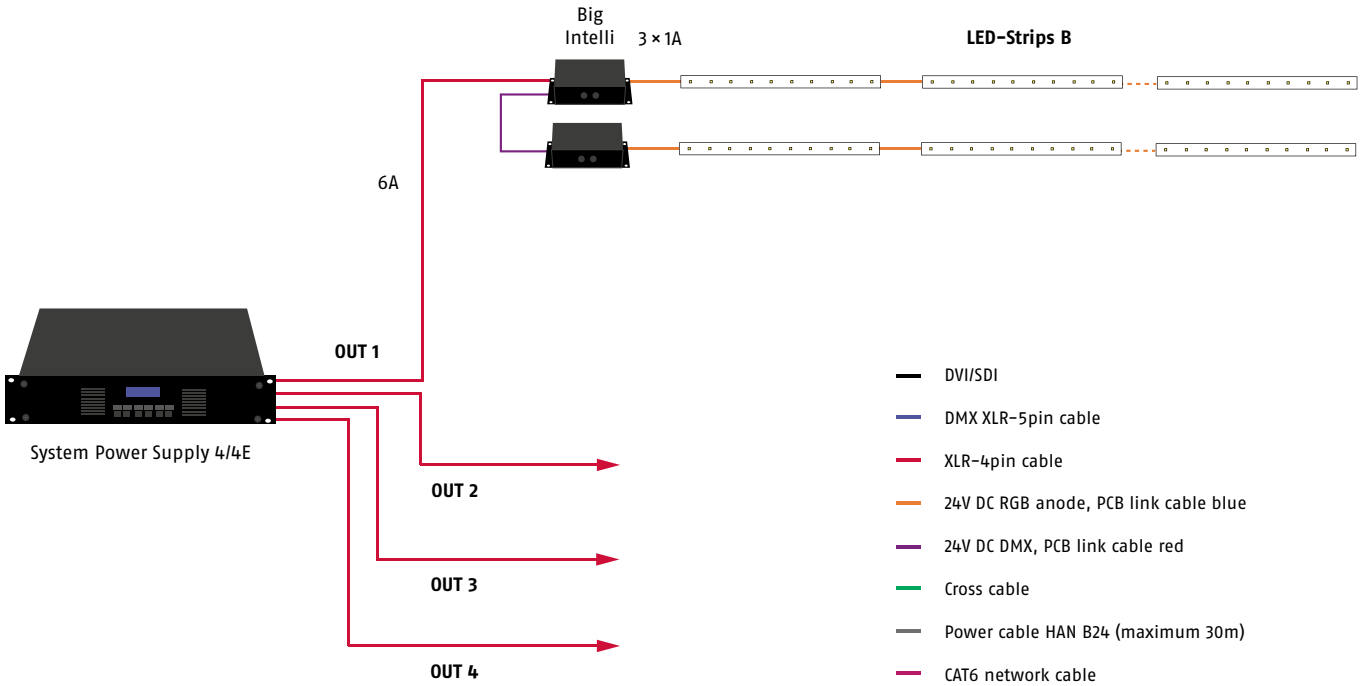 Big
Intelli
3 × 1A
LED-Strips B
6A
OUT 1
System Power Supply 4/4E
OUT 2
OUT 3
OUT 4
DVI/SDI
DMX XLR-5pin cable
XLR-4pin cable
24V DC RGB anode, PCB link cable blue
24V DC DMX, PCB link cable red
Cross cable
Power cable HAN B24 (maximum 30m)
CAT6 network cable